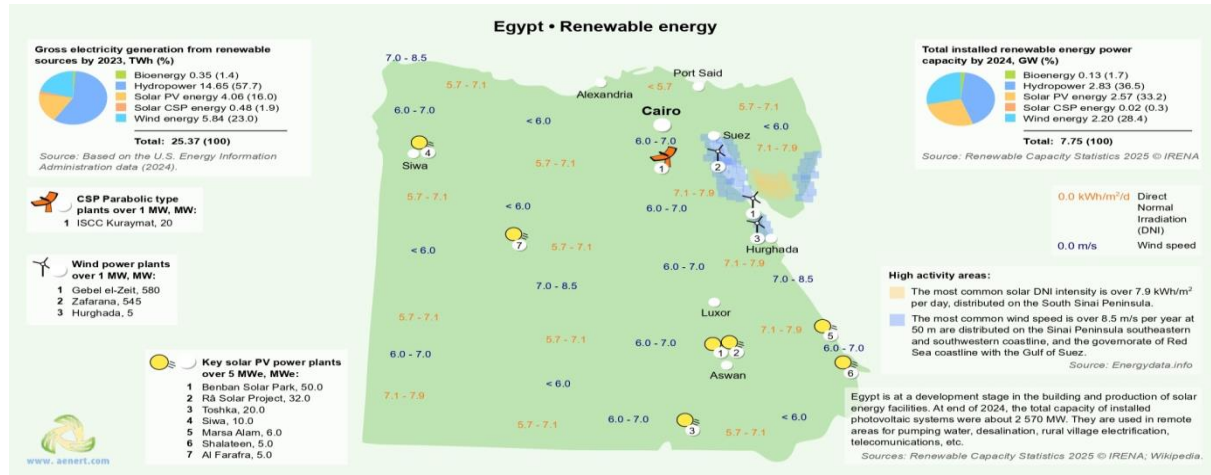 Egypt • Renewable energy
Gross electricity generation from renewable
sources by 2023, TWh (%)
Bioenergy 0.35 (1.4)
Hydropower 14.65 (57.7)
Solar PV energy 4.06 (16.0)
Solar CSP energy 0.48 (1.9)
Wind energy 5.84 (23.0)
Total: 25.37 (100)
Source: Based on the U.S. Energy Information
Administration data (2024).
CSP Parabolic type
plants over 1 MW, MW:
1 ISCC Kuraymat, 20
Wind power plants
over 1 MW, MW:
1 Gebel el-Zeit, 580
2 Zafarana, 545
3 Hurghada, 5
Key solar PV power plants
over 5 MWe, MWe:
1 Benban Solar Park, 50.0
2 Râ Solar Project, 32.0
3 Toshka, 20.0
4 Siwa, 10.0
5 Marsa Alam, 6.0
6 Shalateen, 5.0
7 Al Farafra, 5.0
www.aenert.com
7.0 - 8.5
5.7 - 7.1
Alexandria
< 5.7
Port Said
6.0 - 7.0
< 6.0
Cairo
5.7 - 7.1
< 6.0
4
Siwa
6.0 - 7.0
1
Suez
2
7.1 - 7.9
5.7 - 7.1
5.7 - 7.1
< 6.0
7.1 - 7.9
6.0 - 7.0
1
3
Hurghada
< 6.0
7
5.7 - 7.1
6.0 - 7.0
7.1 - 7.9
7.0 - 8.5
7.0 - 8.5
Luxor
5.7 - 7.1
5.7 - 7.1
6.0 - 7.0
7.1 - 7.9
5
6.0 - 7.0
1
2
6.0 - 7.0
6
Aswan
7.1 - 7.9
< 6.0
5.7 - 7.1
6.0 - 7.0
3
5.7 - 7.1
< 6.0
Total installed renewable energy power
capacity by 2024, GW (%)
Bioenergy 0.13 (1.7)
Hydropower 2.83 (36.5)
Solar PV energy 2.57 (33.2)
Solar CSP energy 0.02 (0.3)
Wind energy 2.20 (28.4)
Total: 7.75 (100)
Source: Renewable Capacity Statistics 2025 © IRENA
0.0 kWh/m²/d Direct
Normal
Irradiation
(DNI)
0.0 m/s Wind speed
High activity areas:
The most common solar DNI intensity is over 7.9 kWh/m²
per day, distributed on the South Sinai Peninsula.
The most common wind speed is over 8.5 m/s per year at
50 m are distributed on the Sinai Peninsula southeastern
and southwestern coastline, and the governorate of Red
Sea coastline with the Gulf of Suez.
Source: Energydata.info
Egypt is at a development stage in the building and production of solar
energy facilities. At end of 2024, the total capacity of installed
photovoltaic systems were about 2 570 MW. They are used in remote
areas for pumping water, desalination, rural village electrification,
telecomunications, etc.
Sources: Renewable Capacity Statistics 2025 © IRENA; Wikipedia.